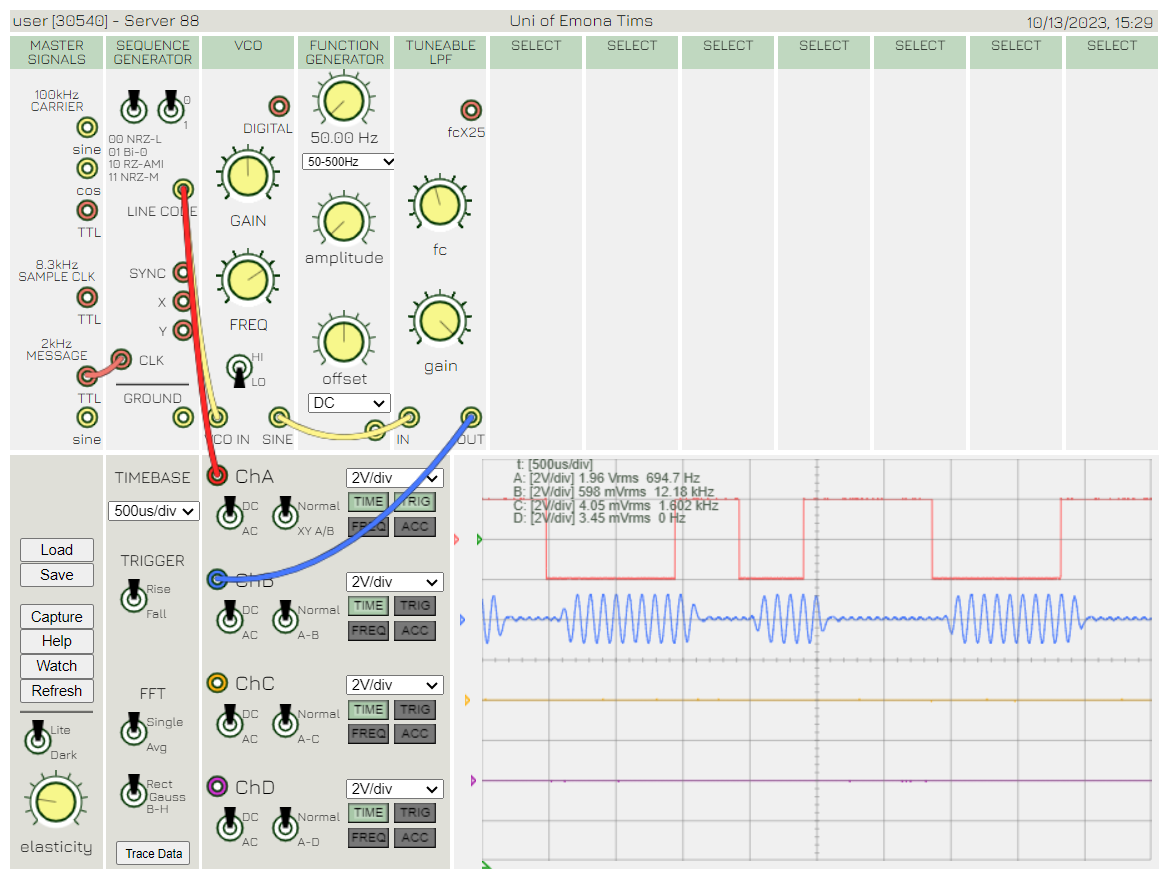 user [30540] - Server 88
Uni of Emona Tims
10/13/2023, 15:29
MASTER SIGNALS
SEQUENCE GENERATOR
VCO
FUNCTION GENERATOR
TUNEABLE LPF
SELECT
SELECT
SELECT
SELECT
SELECT
SELECT
SELECT
100kHz
CARRIER
sine
cos
TTL
8.3kHz
SAMPLE CLK
TTL
2kHz
MESSAGE
TTL
sine
0
1
00 NRZ-L
01 Bi-0
10 RZ-AMI
11 NRZ-M
LINE CODE
SYNC
X
Y
CLK
GROUND
DIGITAL
GAIN
FREQ
HI
LO
VCO IN
SINE
50.00 Hz
50-500Hz
amplitude
offset
DC
fcX25
fc
gain
IN
OUT
Load
Save
Capture
Help
Watch
Refresh
Lite
Dark
elasticity
TIMEBASE
500us/div
TRIGGER
Rise
Fall
FFT
Single
Avg
Rect
Gauss
B-H
Trace Data
ChA
2V/div
DC
AC
Normal
XY A/B
TIME
TRIG
FREQ
ACC
ChB
2V/div
DC
AC
Normal
A-B
TIME
TRIG
FREQ
ACC
ChC
2V/div
DC
AC
Normal
A-C
TIME
TRIG
FREQ
ACC
ChD
2V/div
DC
AC
Normal
A-D
TIME
TRIG
FREQ
ACC
t: [500us/div]
A: [2V/div] 1.96 Vrms 694.7 Hz
B: [2V/div] 598 mVrms 12.18 kHz
C: [2V/div] 4.05 mVrms 1.602 kHz
D: [2V/div] 3.45 mVrms 0 Hz